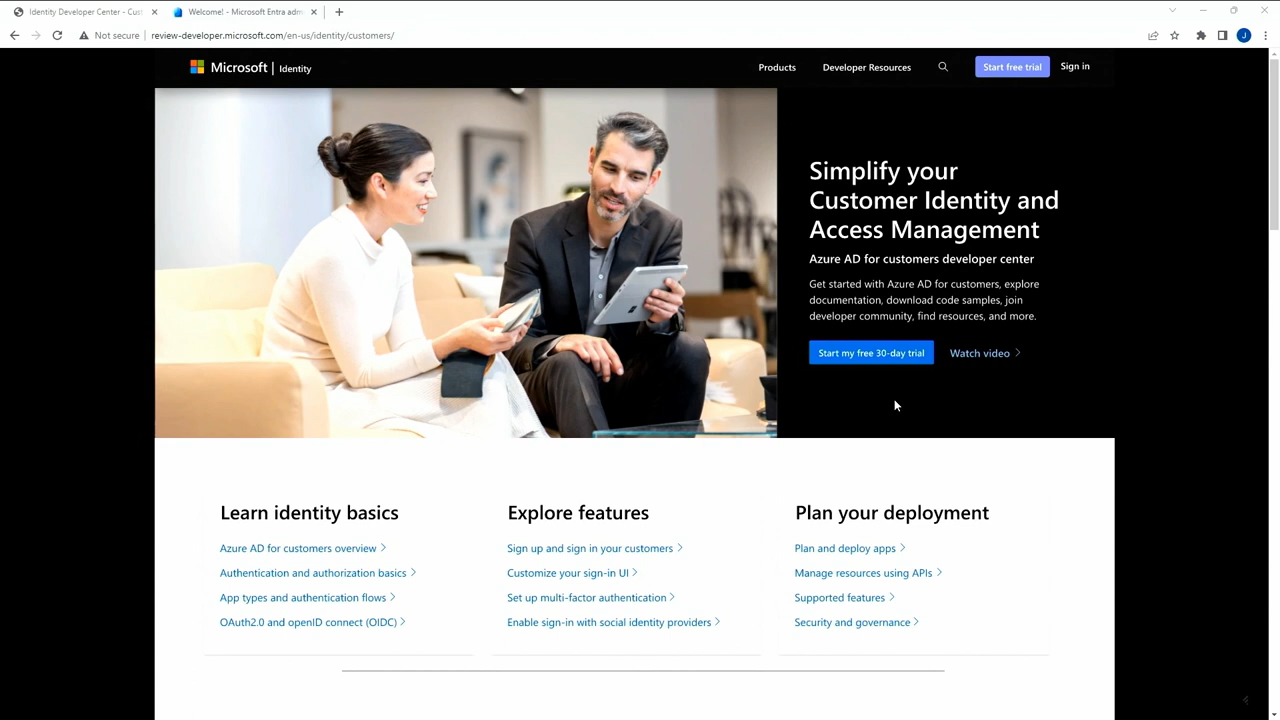 Identity Developer Center - Cust
Welcome! - Microsoft Entra admi
Not secure
review-developer.microsoft.com/en-us/identity/customers/
J
Microsoft | Identity
Products
Developer Resources
Start free trial
Sign in
Simplify your
Customer Identity and
Access Management
Azure AD for customers developer center
Get started with Azure AD for customers, explore
documentation, download code samples, join
developer community, find resources, and more.
Start my free 30-day trial
Watch video
Learn identity basics
Azure AD for customers overview
Authentication and authorization basics
App types and authentication flows
OAuth2.0 and openID connect (OIDC)
Explore features
Sign up and sign in your customers
Customize your sign-in UI
Set up multi-factor authentication
Enable sign-in with social identity providers
Plan your deployment
Plan and deploy apps
Manage resources using APIs
Supported features
Security and governance